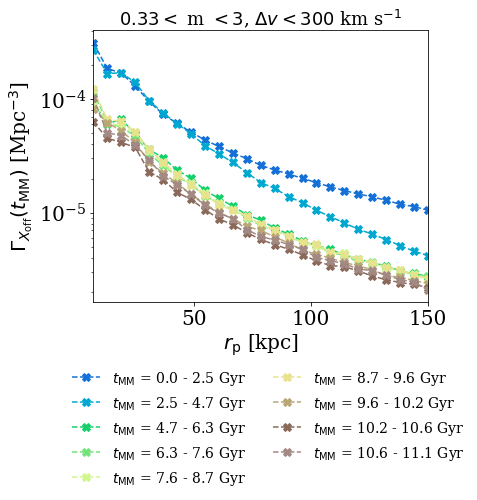 0.33 < m < 3, Δv < 300 km s⁻¹
Γ_{X_off}(t_MM) [Mpc⁻³]
10⁻⁴
10⁻⁵
50 100 150
r_p [kpc]
t_MM = 0.0 - 2.5 Gyr
t_MM = 2.5 - 4.7 Gyr
t_MM = 4.7 - 6.3 Gyr
t_MM = 6.3 - 7.6 Gyr
t_MM = 7.6 - 8.7 Gyr
t_MM = 8.7 - 9.6 Gyr
t_MM = 9.6 - 10.2 Gyr
t_MM = 10.2 - 10.6 Gyr
t_MM = 10.6 - 11.1 Gyr